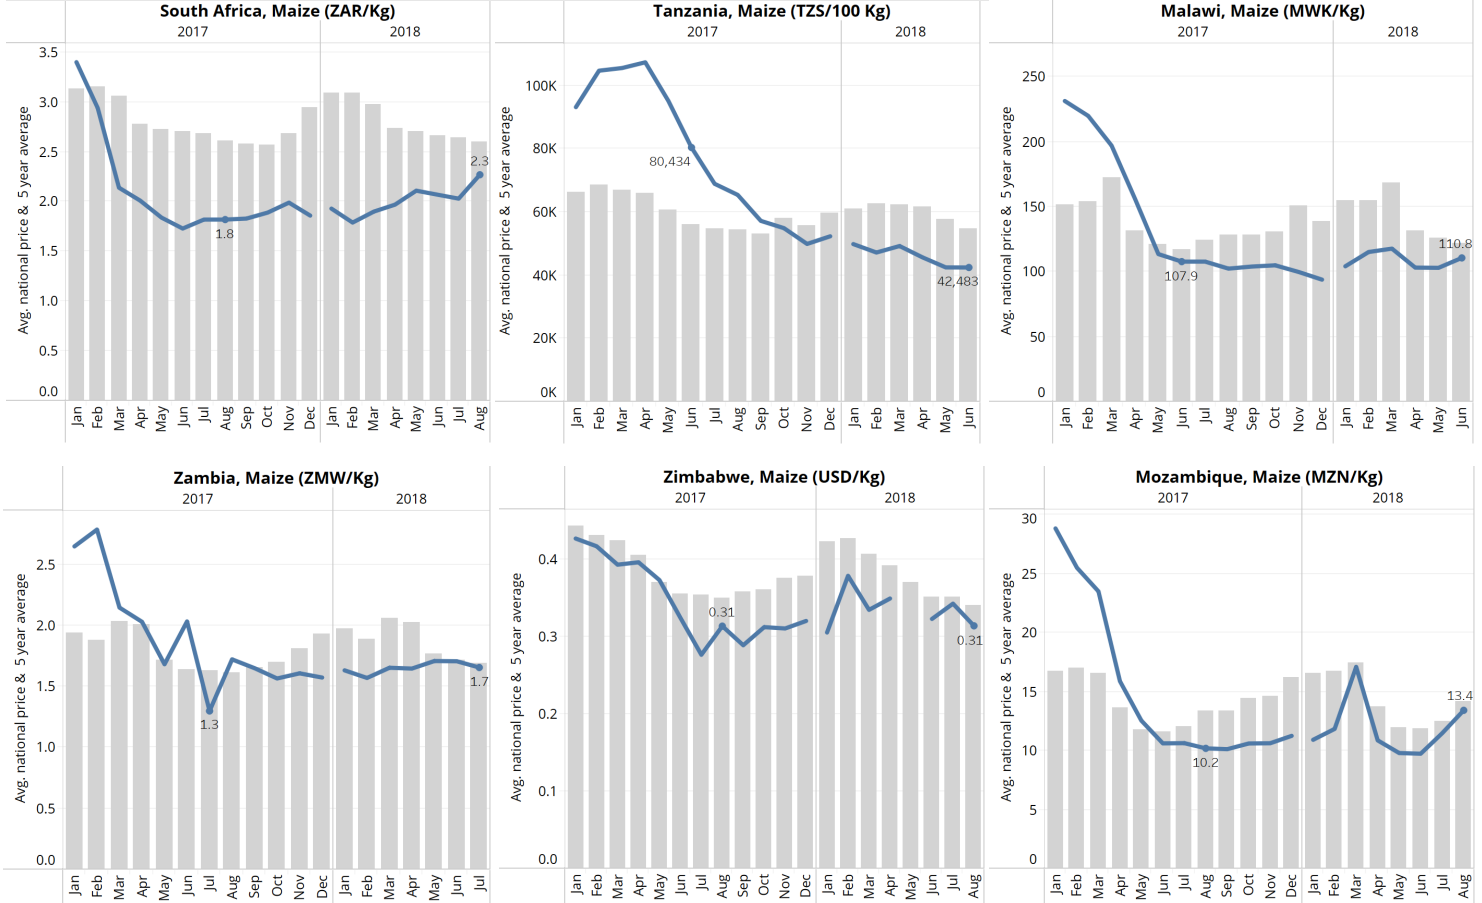 South Africa, Maize (ZAR/Kg)
2017 2018
Avg. national price & 5 year average
3.5
3.0
2.5
2.0
1.5
1.0
0.5
0.0
2.3
1.8
Jan Feb Mar Apr May Jun Jul Aug Sep Oct Nov Dec Jan Feb Mar Apr May Jun Jul Aug
Tanzania, Maize (TZS/100 Kg)
2017 2018
Avg. national price & 5 year average
100K
80K
60K
40K
20K
0K
80,434
42,483
Jan Feb Mar Apr May Jun Jul Aug Sep Oct Nov Dec Jan Feb Mar Apr May Jun
Malawi, Maize (MWK/Kg)
2017 2018
Avg. national price & 5 year average
250
200
150
100
50
0
110.8
107.9
Jan Feb Mar Apr May Jun Jul Aug Sep Oct Nov Dec Jan Feb Mar Apr May Jun
Zambia, Maize (ZMW/Kg)
2017 2018
Avg. national price & 5 year average
2.5
2.0
1.5
1.0
0.5
0.0
1.7
1.3
Jan Feb Mar Apr May Jun Jul Aug Sep Oct Nov Dec Jan Feb Mar Apr May Jun Jul
Zimbabwe, Maize (USD/Kg)
2017 2018
Avg. national price & 5 year average
0.4
0.3
0.2
0.1
0.0
0.31
0.31
Jan Feb Mar Apr May Jun Jul Aug Sep Oct Nov Dec Jan Feb Mar Apr May Jun Jul Aug
Mozambique, Maize (MZN/Kg)
2017 2018
Avg. national price & 5 year average
30
25
20
15
10
5
0
13.4
10.2
Jan Feb Mar Apr May Jun Jul Aug Sep Oct Nov Dec Jan Feb Mar Apr May Jun Jul Aug